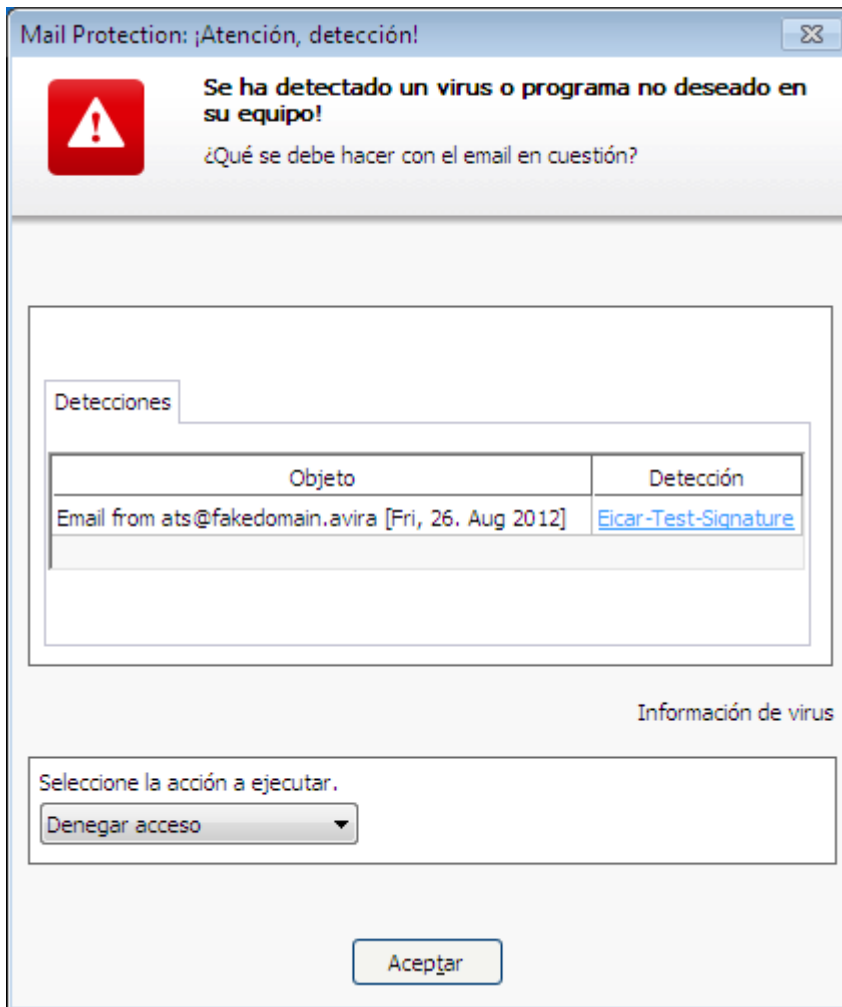 Mail Protection: ¡Atención, detección!
Se ha detectado un virus o programa no deseado en
su equipo!
¿Qué se debe hacer con el email en cuestión?
Detecciones
Objeto Detección
Email from ats@fakedomain.avira [Fri, 26. Aug 2012] Eicar-Test-Signature
Información de virus
Seleccione la acción a ejecutar.
Denegar acceso
Aceptar